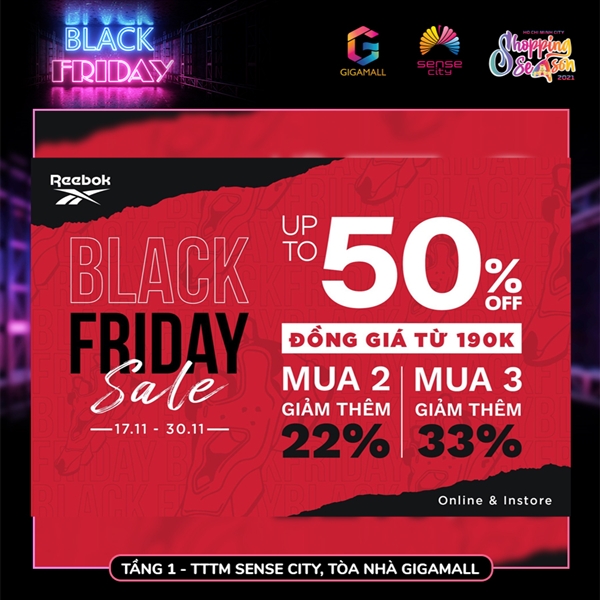 BLACK
BLACK
FRIDAY
GIGAMALL
sense
city
HO CHI MINH CITY
Shopping
Season
2021
Reebok
BLACK
FRIDAY
Sale
17.11 - 30.11
UP
TO
50%
OFF
ĐỒNG GIÁ TỪ 190K
MUA 2
GIẢM THÊM
22%
MUA 3
GIẢM THÊM
33%
Online & Instore
TẦNG 1 - TTTM SENSE CITY, TÒA NHÀ GIGAMALL